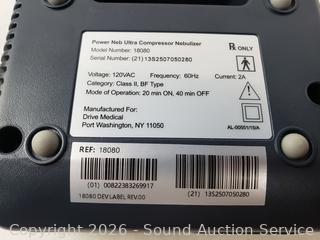 Power Neb Ultra Compressor Nebulizer
Model Number: 18080
Serial Number: (21) 13S2507050280
Rx ONLY
Voltage: 120VAC Frequency: 60Hz Current: 2A
Category: Class II, BF Type
Mode of Operation: 20 min ON, 40 min OFF
Manufactured For:
Drive Medical
Port Washington, NY 11050
AL-00551/15/A
REF: 18080
(01) 00822383269917
(21) 13S2507050280
18080 DEV LABEL REV.00
Copyright 2026 - Sound Auction Service